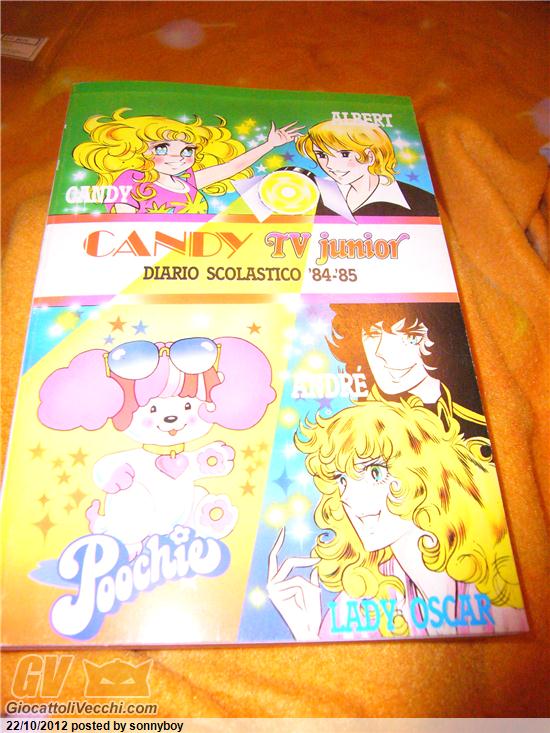 ALBERT
CANDY
CANDY TV junior
DIARIO SCOLASTICO '84-'85
ANDRÉ
Poochie
LADY OSCAR
GV
GiocattoliVecchi.com
22/10/2012 posted by sonnyboy